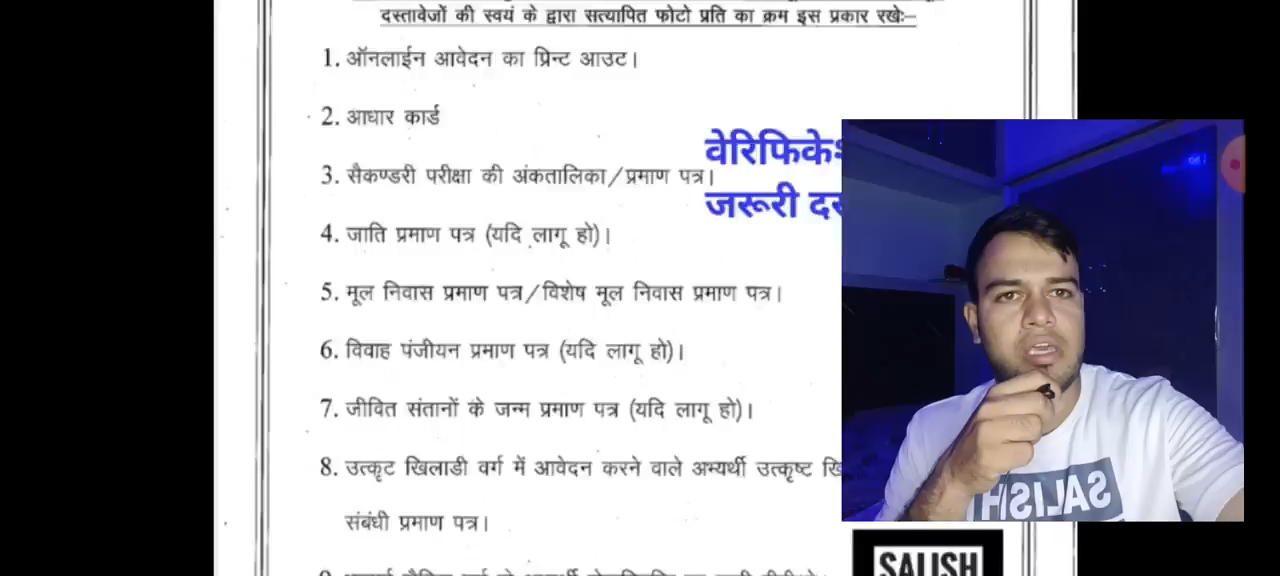 दस्तावेजों की स्वयं के द्वारा सत्यापित फोटो प्रति का क्रम इस प्रकार रखेः–
1. ऑनलाईन आवेदन का प्रिन्ट आउट।
2. आधार कार्ड
3. सैकण्डरी परीक्षा की अंकतालिका/प्रमाण पत्र।
4. जाति प्रमाण पत्र (यदि लागू हो)।
5. मूल निवास प्रमाण पत्र/विशेष मूल निवास प्रमाण पत्र।
6. विवाह पंजीयन प्रमाण पत्र (यदि लागू हो)।
7. जीवित संतानों के जन्म प्रमाण पत्र (यदि लागू हो)।
8. उत्कृट खिलाडी वर्ग में आवेदन करने वाले अभ्यर्थी उत्कृष्ट
संबंधी प्रमाण पत्र।
जरूरी
SALISH
SALISH